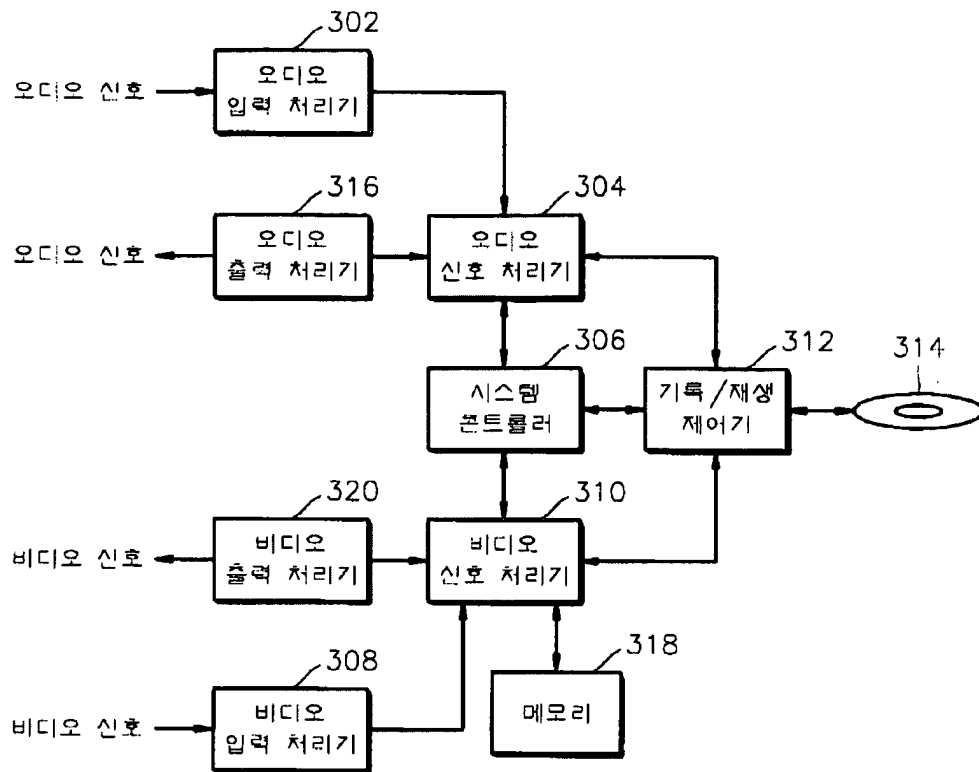 302
오디오 신호
오디오
입력 처리기
316
304
오디오 신호
오디오
출력 처리기
오디오
신호 처리기
306
312
314
시스템
콘트롤러
기록/재생
제어기
320
310
비디오 신호
비디오
출력 처리기
비디오
신호 처리기
308
318
비디오 신호
비디오
입력 처리기
메모리